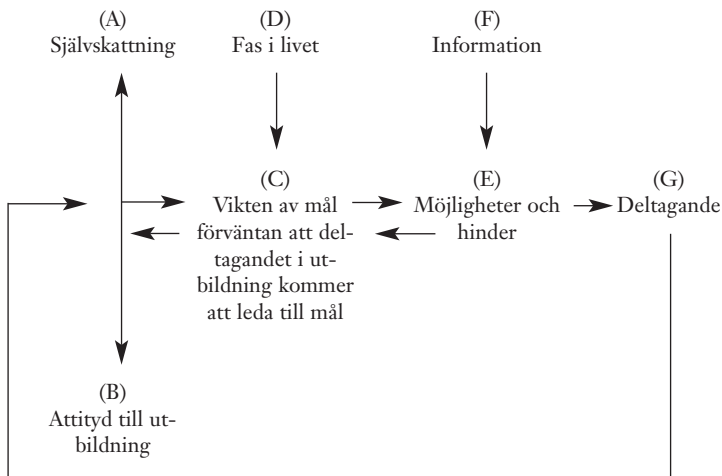 (A)
Självskattning
(D)
Fas i livet
(F)
Information
(C)
Vikten av mål
förväntan att del-
tagandet i ut-
bildning kommer
att leda till mål
(E)
Möjligheter och
hinder
(G)
Deltagande
(B)
Attityd till ut-
bildning